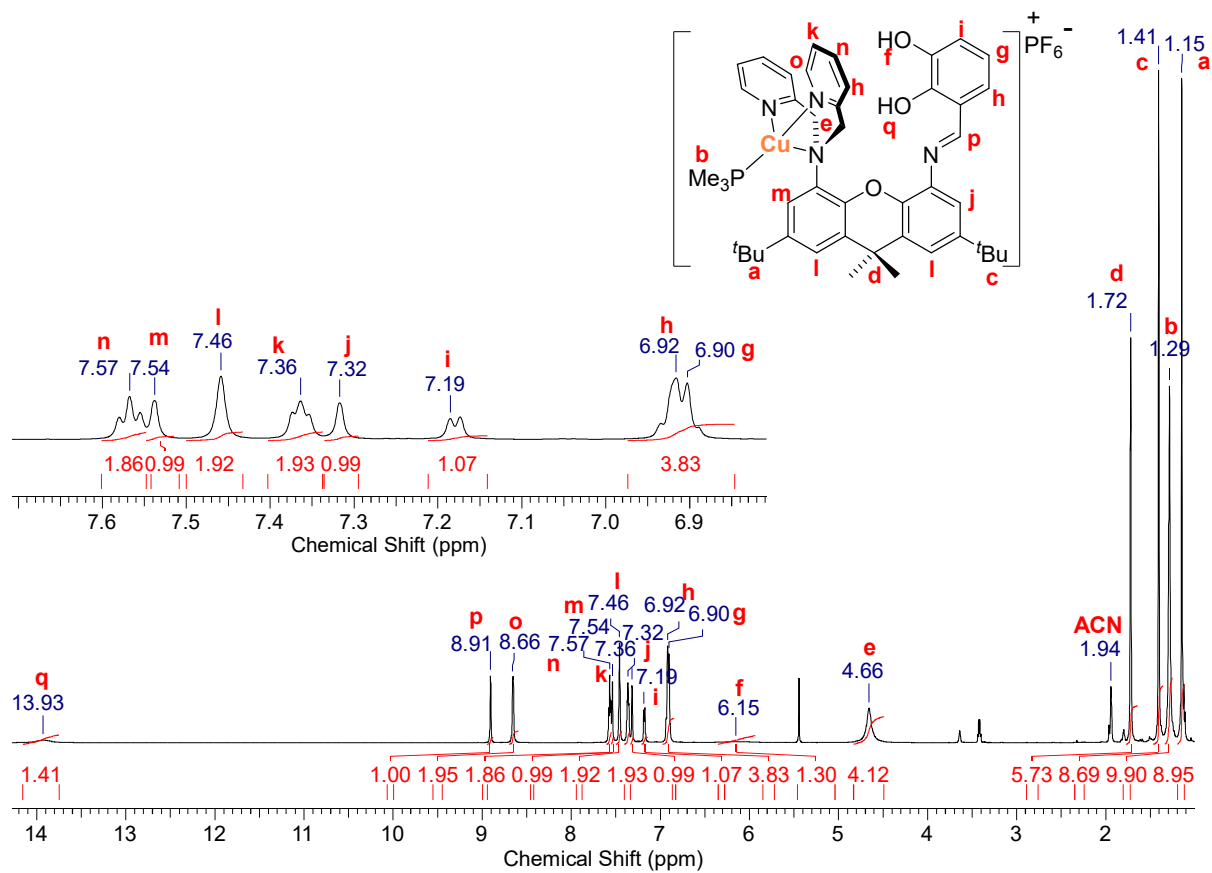 +
PF6-
k
i
HO
n
f
g
o
h
h
N
N
HO
q
e
p
Cu
N
N
b
Me3P
O
m
j
tBu
tBu
a
l
d
l
c
1.41
1.15
c
a
d
1.72
b
1.29
n
m
l
k
j
i
h
g
7.57
7.54
7.46
7.36
7.32
7.19
6.92
6.90
1.86
0.99
1.92
1.93
0.99
1.07
3.83
7.6
7.5
7.4
7.3
7.2
7.1
7.0
6.9
Chemical Shift (ppm)
q
13.93
p
8.91
o
8.66
n
7.57
m
7.54
l
7.46
k
7.36
j
7.32
i
7.19
h
6.92
g
6.90
f
6.15
e
4.66
ACN
1.94
1.41
1.00
1.95
1.86
0.99
1.92
1.93
0.99
1.07
3.83
1.30
4.12
5.73
8.69
9.90
8.95
14
13
12
11
10
9
8
7
6
5
4
3
2
Chemical Shift (ppm)